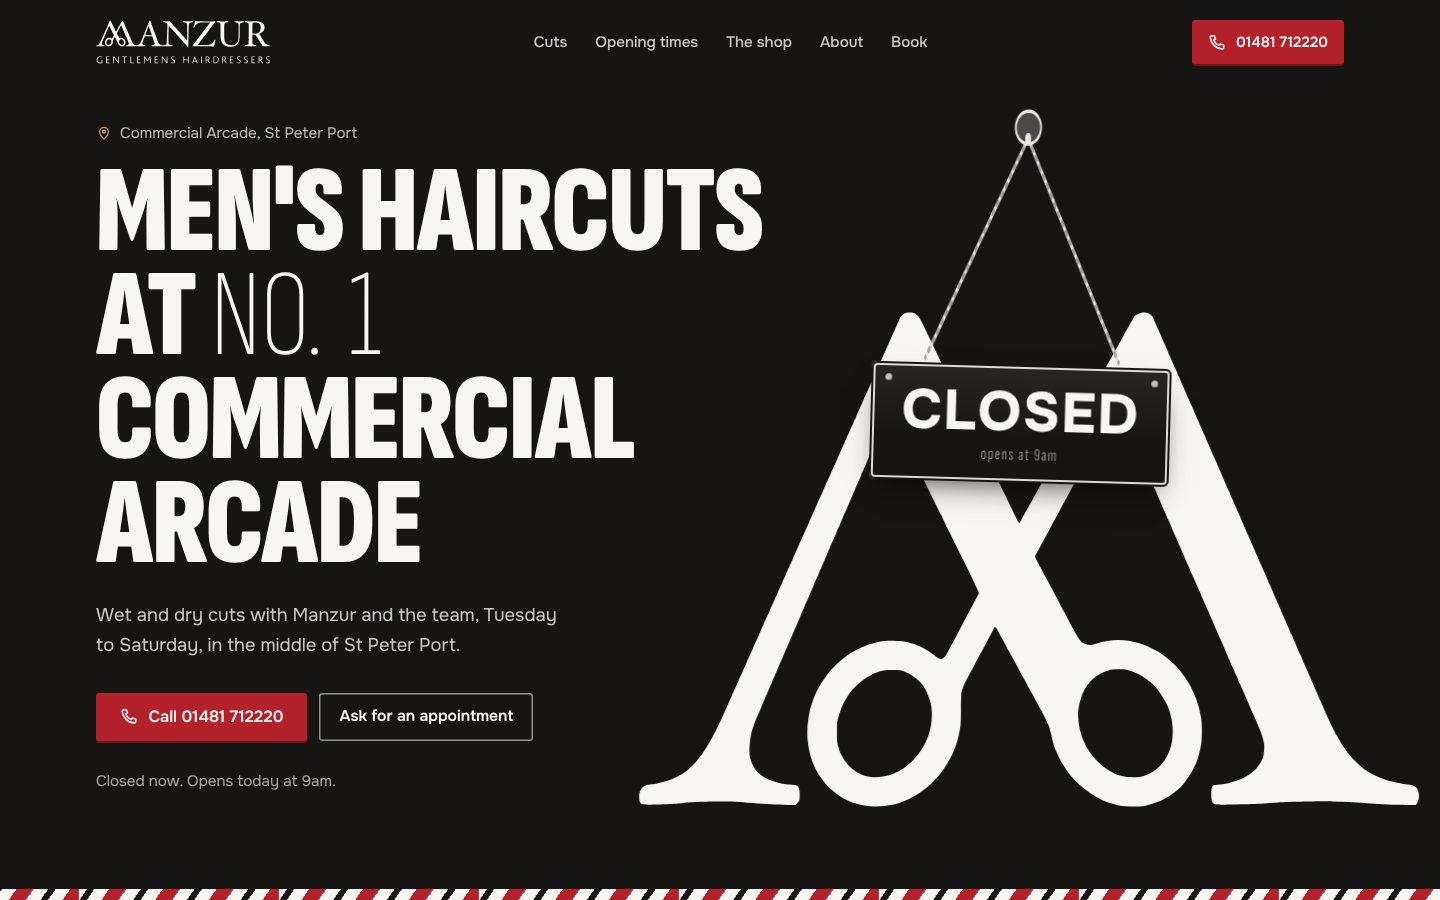 MANZUR
GENTLEMENS HAIRDRESSERS
Cuts
Opening times
The shop
About
Book
01481 712220
Commercial Arcade, St Peter Port
MEN'S HAIRCUTS
AT NO. 1
COMMERCIAL
ARCADE
CLOSED
opens at 9am
Wet and dry cuts with Manzur and the team, Tuesday
to Saturday, in the middle of St Peter Port.
Call 01481 712220
Ask for an appointment
Closed now. Opens today at 9am.